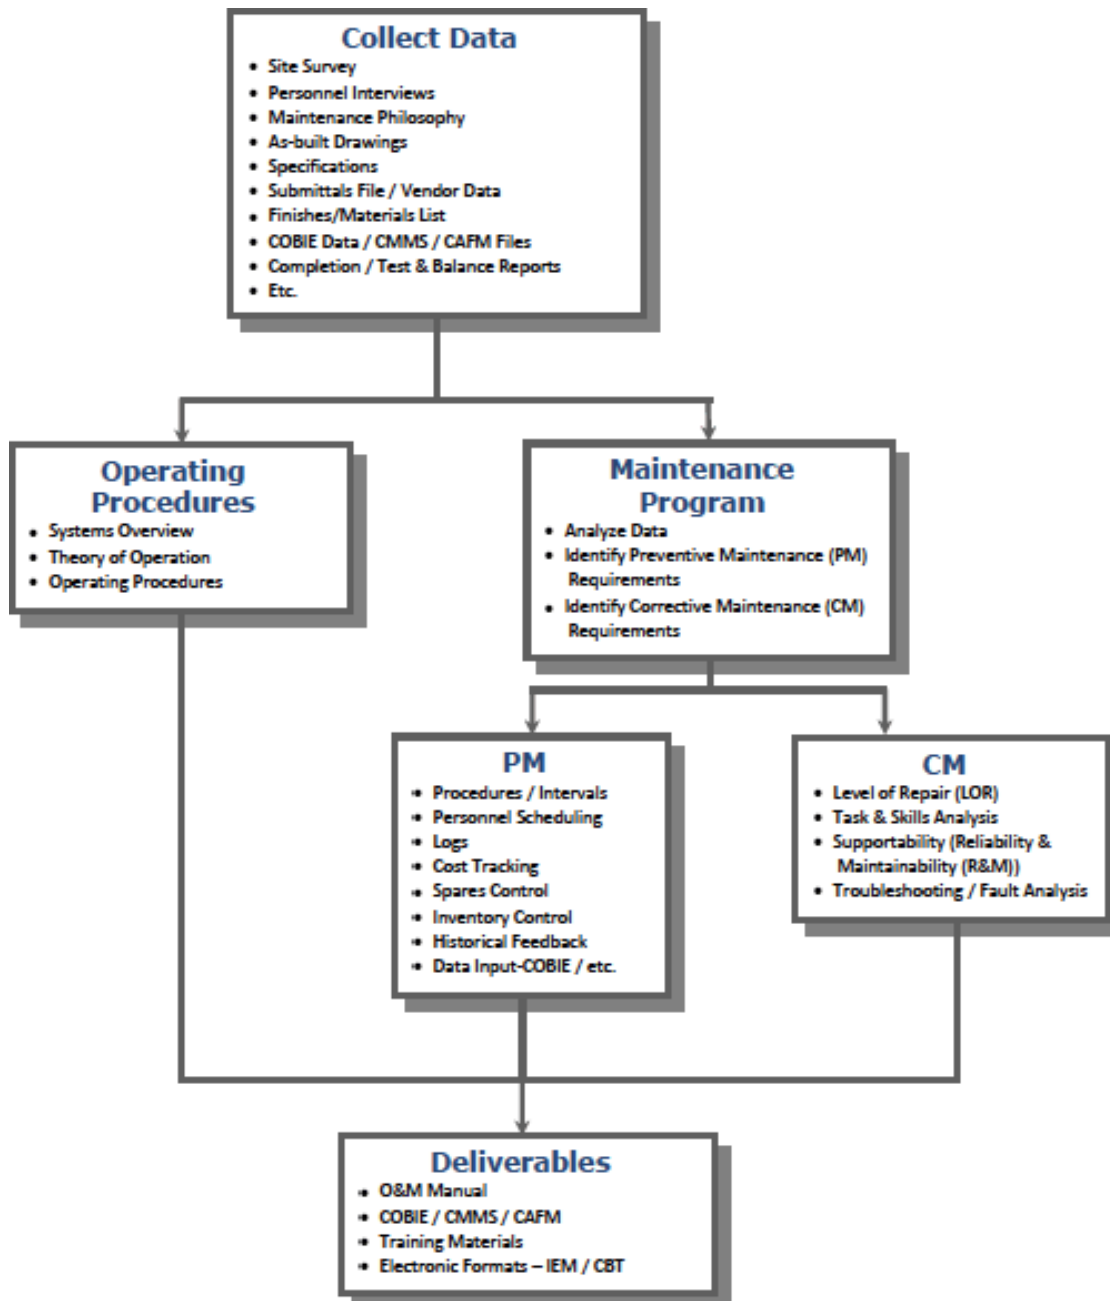 Collect Data
• Site Survey
• Personnel Interviews
• Maintenance Philosophy
• As-built Drawings
• Specifications
• Submittals File / Vendor Data
• Finishes/Materials List
• COBIE Data / CMMS / CAFM Files
• Completion / Test & Balance Reports
• Etc.
Operating
Procedures
• Systems Overview
• Theory of Operation
• Operating Procedures
Maintenance
Program
• Analyze Data
• Identify Preventive Maintenance (PM)
Requirements
• Identify Corrective Maintenance (CM)
Requirements
PM
• Procedures / Intervals
• Personnel Scheduling
• Logs
• Cost Tracking
• Spares Control
• Inventory Control
• Historical Feedback
• Data Input-COBIE / etc.
CM
• Level of Repair (LOR)
• Task & Skills Analysis
• Supportability (Reliability &
Maintainability (R&M))
• Troubleshooting / Fault Analysis
Deliverables
• O&M Manual
• COBIE / CMMS / CAFM
• Training Materials
• Electronic Formats – IEM / CBT